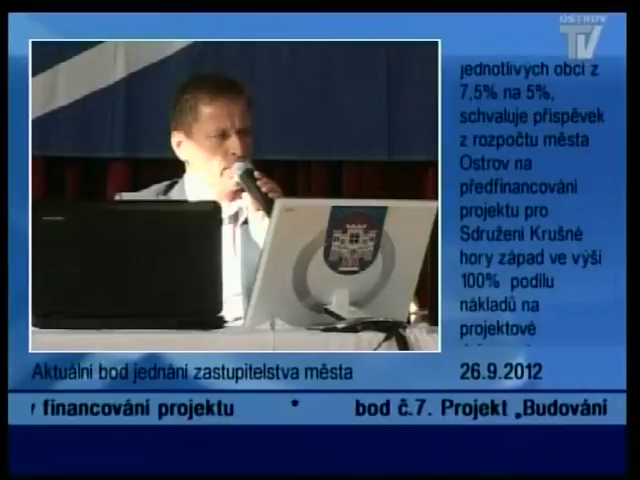 OSTROV
TV
jednotlivých obcí z
7,5% na 5%,
schvaluje příspěvek
z rozpočtu města
Ostrov na
předfinancování
projektu pro
Sdružení Krušné
hory západ ve výši
100% podílu
nákladů na
projektové
Aktuální bod jednání zastupitelstva města
26.9.2012
financování projektu * bod č.7. Projekt „Budování